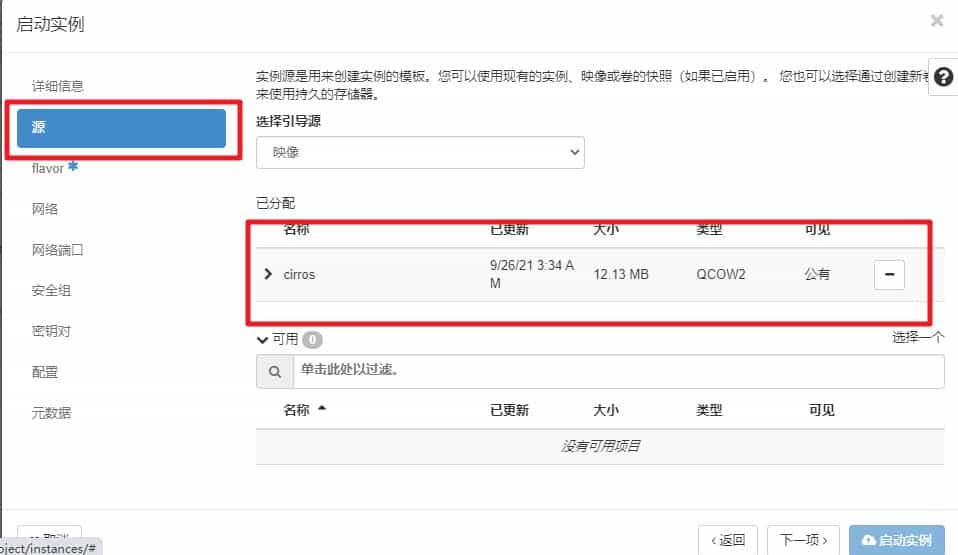 启动实例
×
详细信息
源
flavor *
网络
网络端口
安全组
密钥对
配置
元数据
实例源是用来创建实例的模板。您可以使用现有的实例、映像或卷的快照（如果已启用）。 您也可以选择通过创建新
来使用持久的存储器。
选择引导源
映像
已分配
名称 已更新 大小 类型 可见
cirros 9/26/21 3:34 A 12.13 MB QCOW2 公有
M
可用 0 选择一个
单击此处以过滤。
名称 已更新 大小 类型 可见
没有可用项目
取消
oject/instances/#
‹ 返回 下一项 › 启动实例